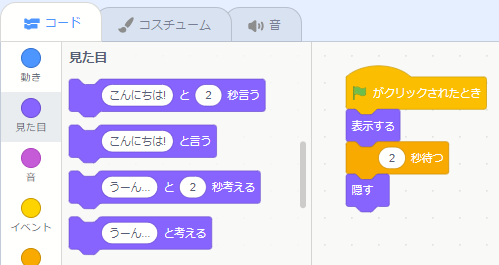 コード
コスチューム
音
動き
見た目
音
イベント
見た目
こんにちは! と 2 秒言う
こんにちは! と言う
うーん... と 2 秒考える
うーん... と考える
がクリックされたとき
表示する
2 秒待つ
隠す